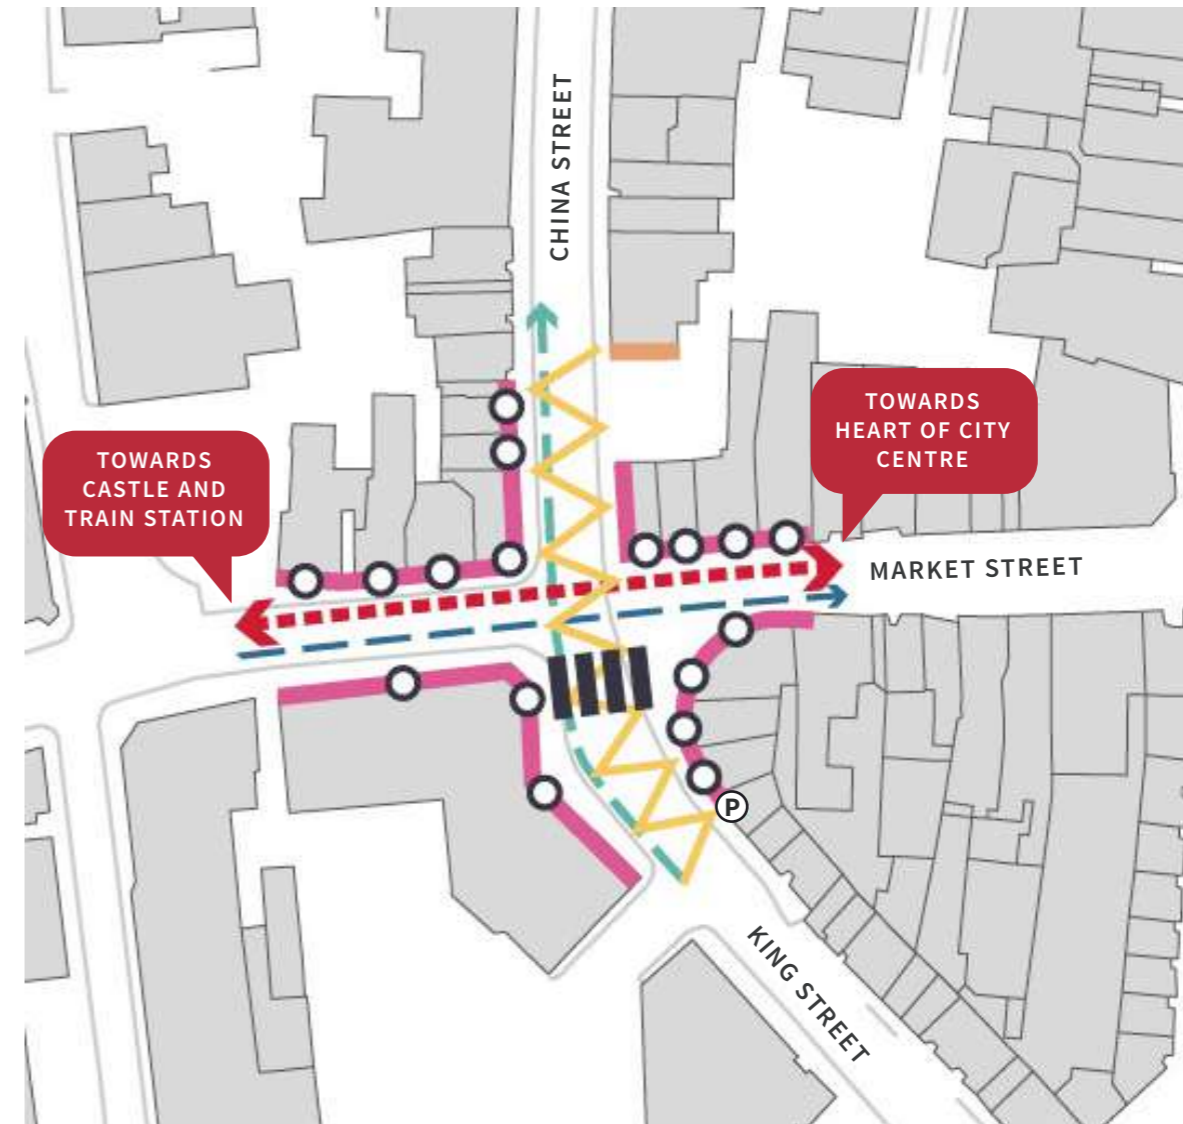 CHINA STREET
TOWARDS
HEART OF CITY
CENTRE
TOWARDS
CASTLE AND
TRAIN STATION
MARKET STREET
P
KING STREET